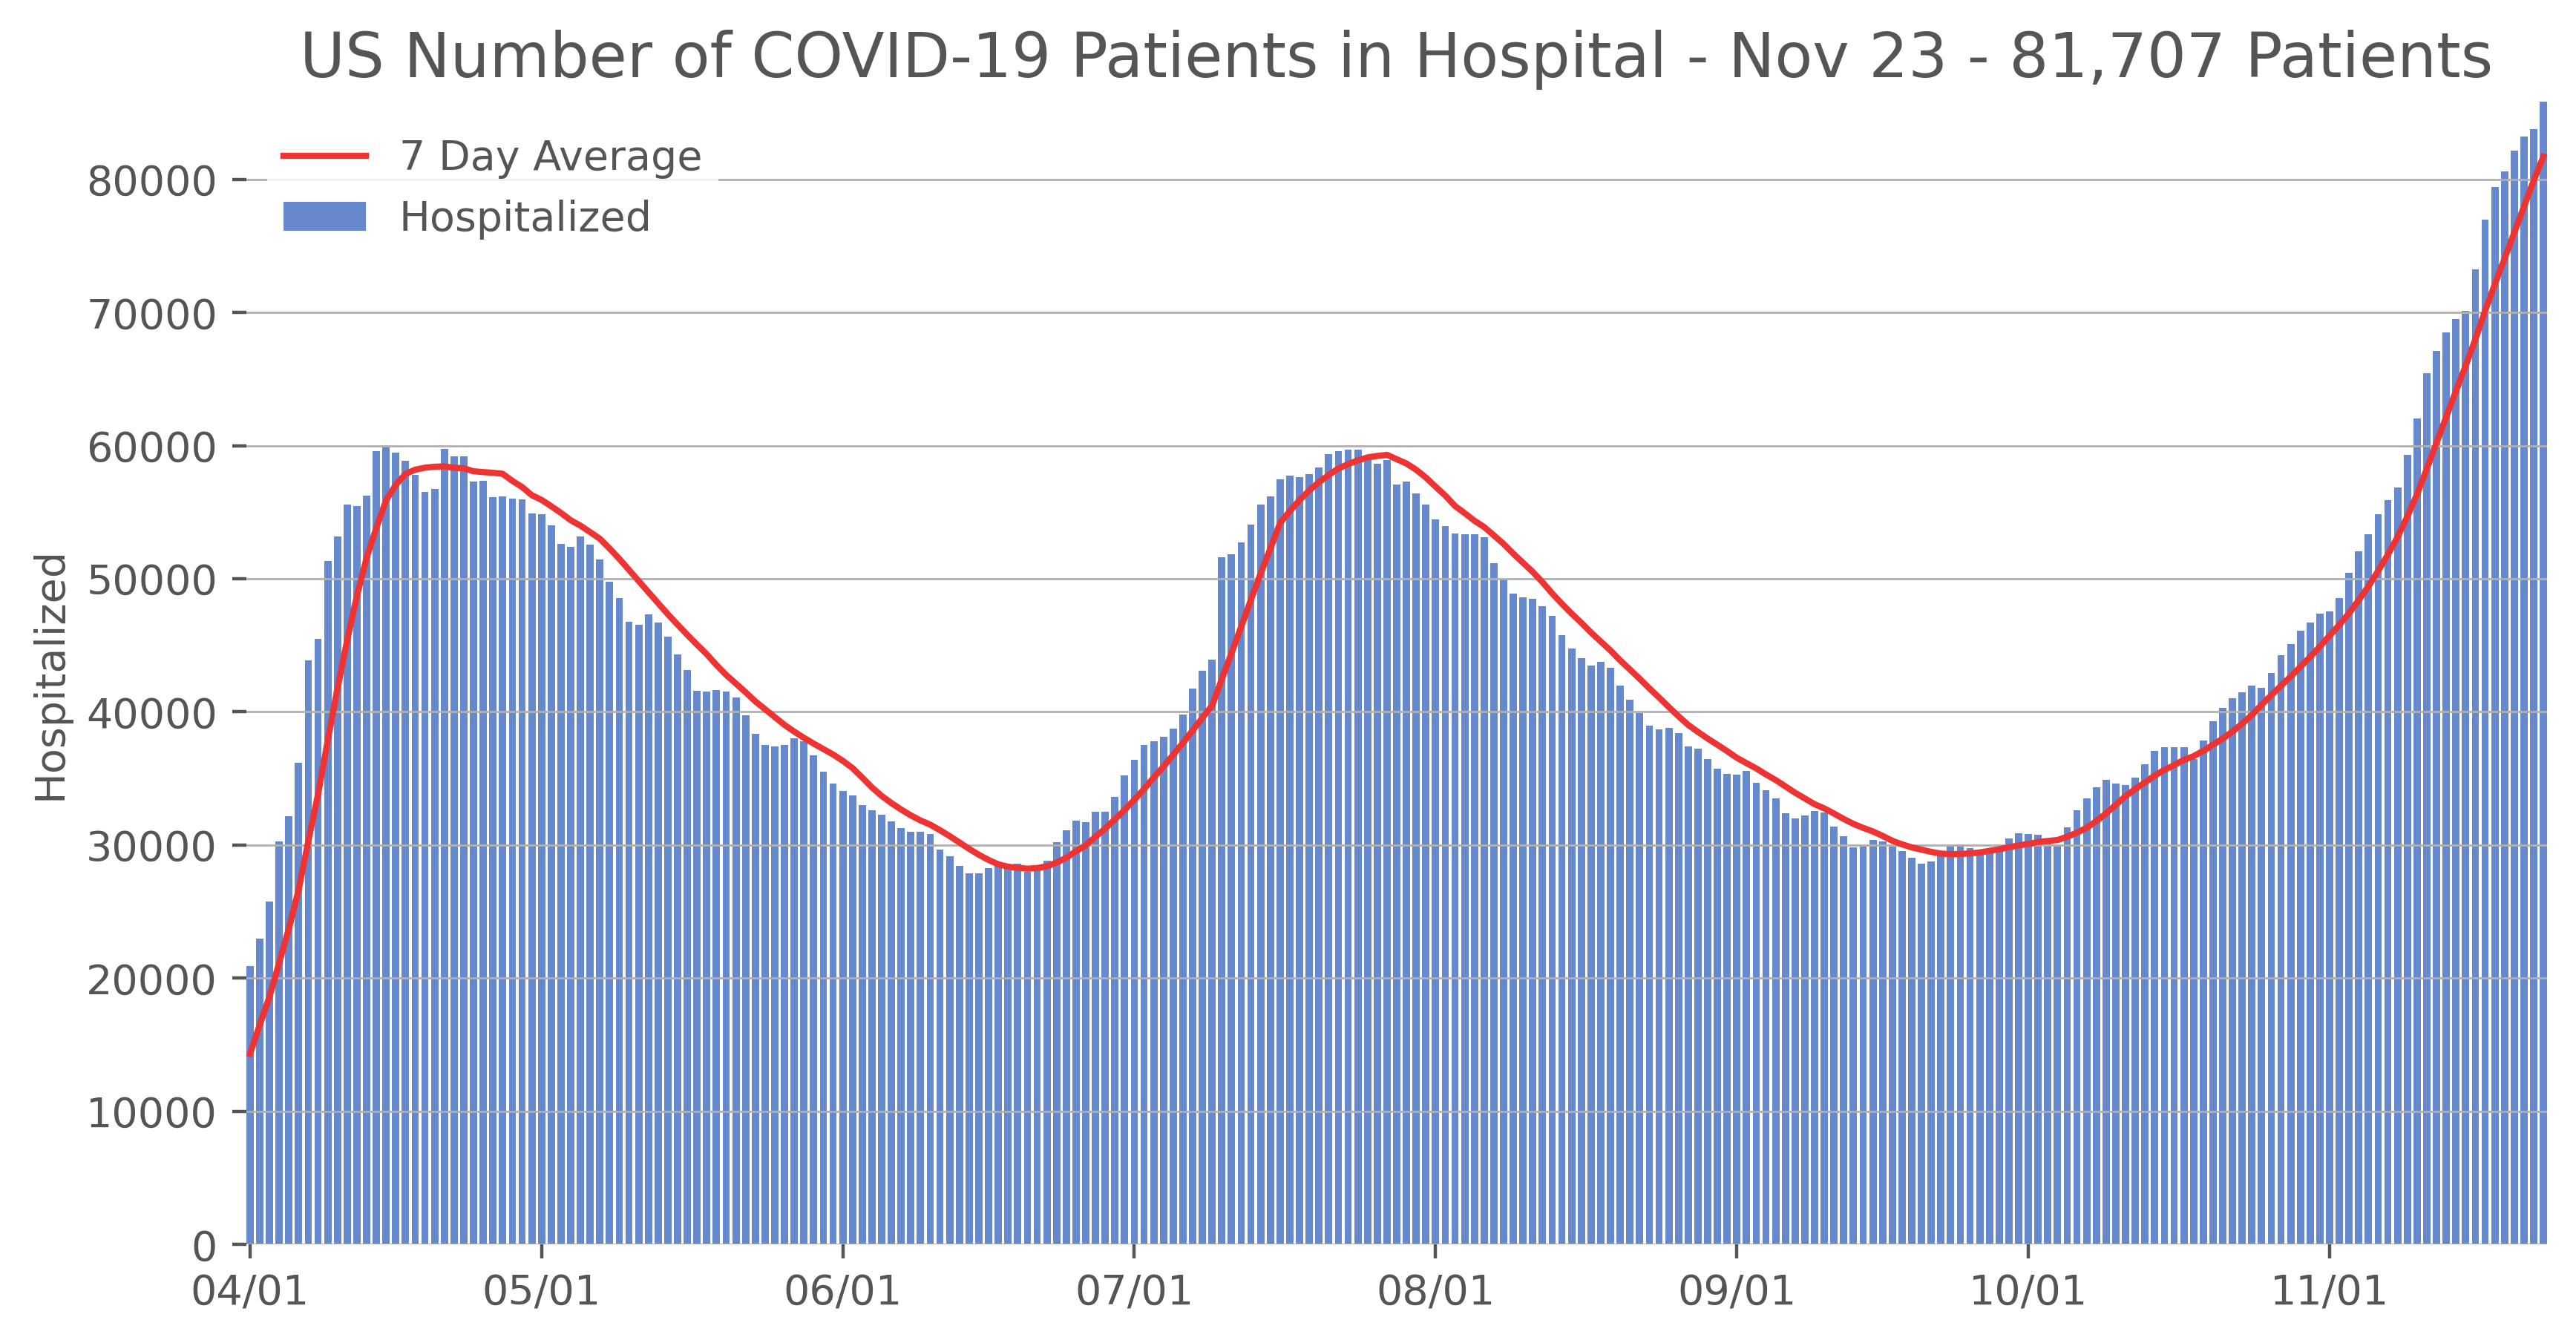 US Number of COVID-19 Patients in Hospital - Nov 23 - 81,707 Patients
7 Day Average
Hospitalized
Hospitalized
80000
70000
60000
50000
40000
30000
20000
10000
0
04/01 05/01 06/01 07/01 08/01 09/01 10/01 11/01